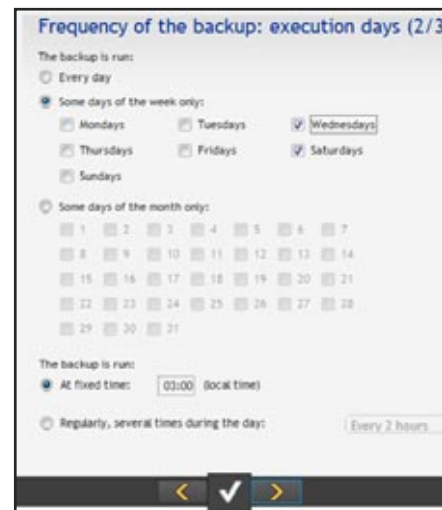 Frequency of the backup: execution days (2/3
The backup is run:
Every day
Some days of the week only:
Mondays Tuesdays Wednesdays
Thursdays Fridays Saturdays
Sundays
Some days of the month only:
1 2 3 4 5 6 7
8 9 10 11 12 13 14
15 16 17 18 19 20 21
22 23 24 25 26 27 28
29 30 31
The backup is run:
At fixed time: 03:00 (local time)
Regularly, several times during the day: Every 2 hours